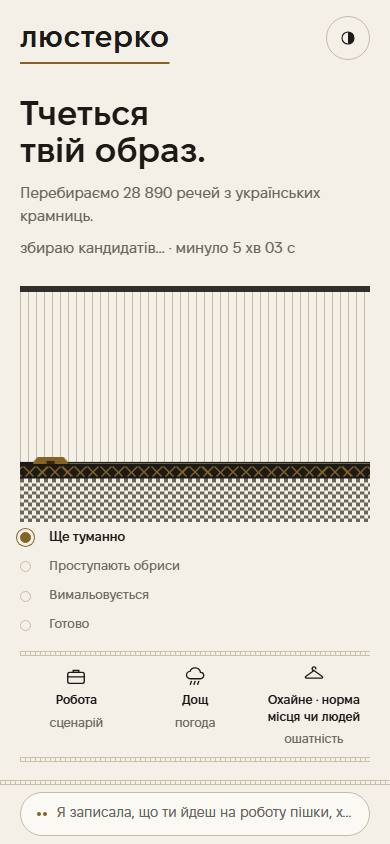 люстерко
Тчеться
твій образ.
Перебираємо 28 890 речей з українських
крамниць.
збираю кандидатів... · минуло 5 хв 03 с
Ще туманно
Проступають обриси
Вимальовується
Готово
Робота
сценарій
Дощ
погода
Охайне · норма
місця чи людей
ошатність
Я записала, що ти йдеш на роботу пішки, х...